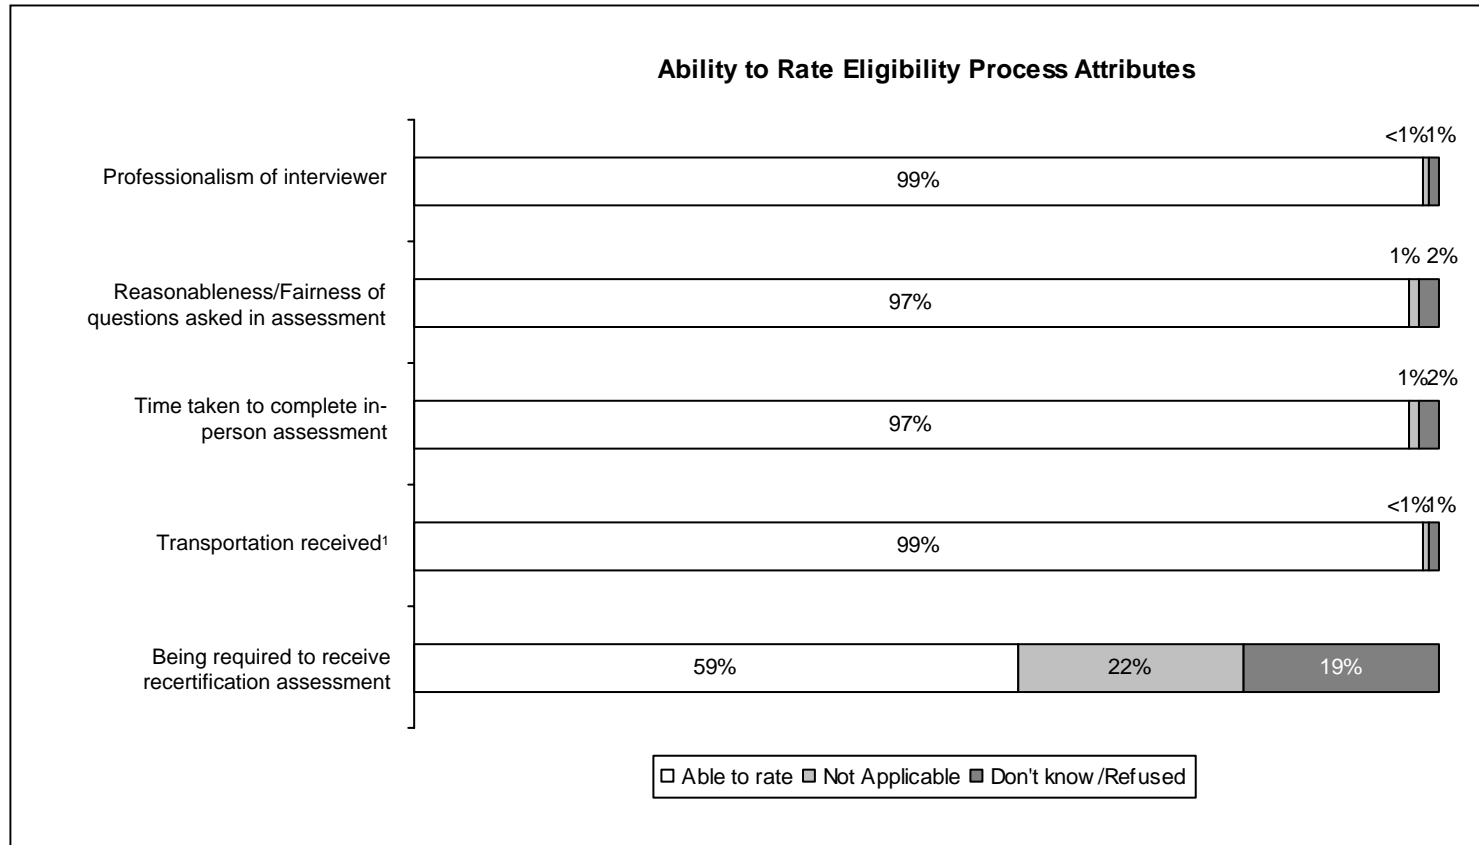 Ability to Rate Eligibility Process Attributes
<1% 1%
Professionalism of interviewer
99%
1% 2%
Reasonableness/Fairness of
questions asked in assessment
97%
1% 2%
Time taken to complete in-
person assessment
97%
<1% 1%
Transportation received¹
99%
Being required to receive
recertification assessment
59% 22% 19%
Able to rate Not Applicable Don't know/Refused